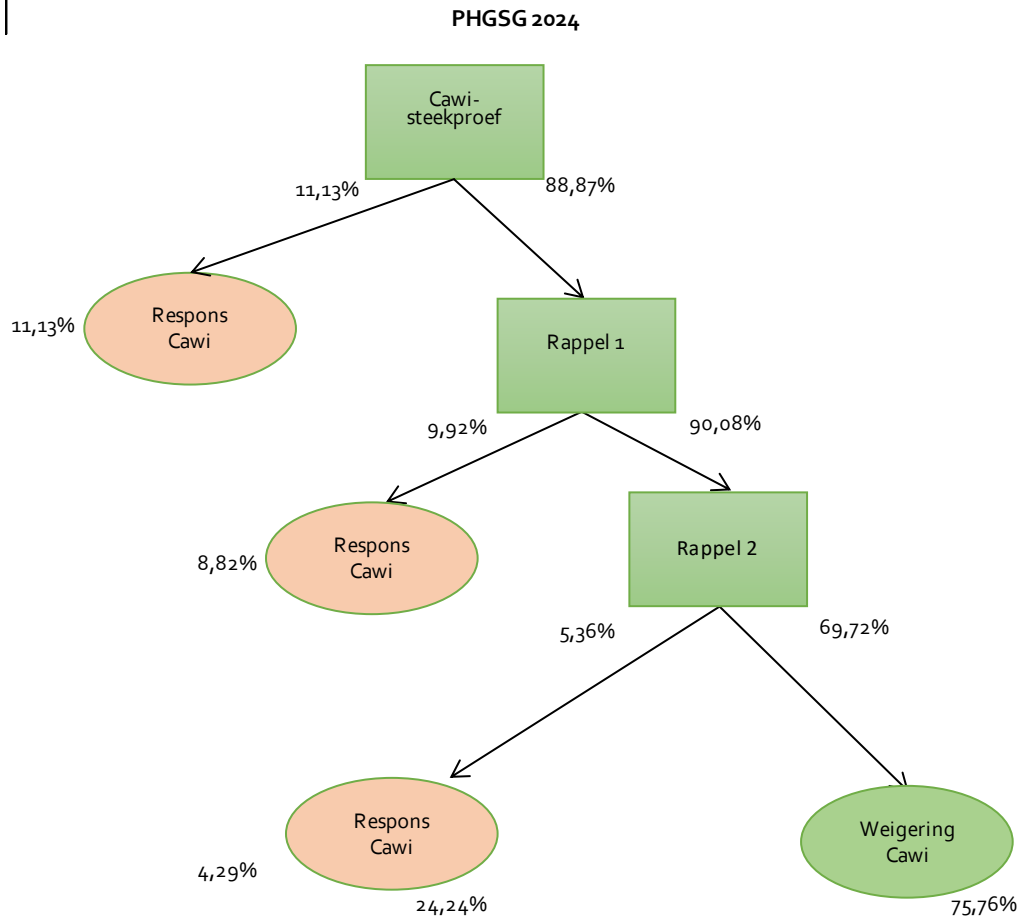 PHGSG 2024
Cawi-
steekproef
11,13%
88,87%
Respons
Cawi
11,13%
Rappel 1
9,92%
90,08%
Respons
Cawi
8,82%
Rappel 2
5,36%
69,72%
Respons
Cawi
Weigering
Cawi
4,29%
24,24%
75,76%